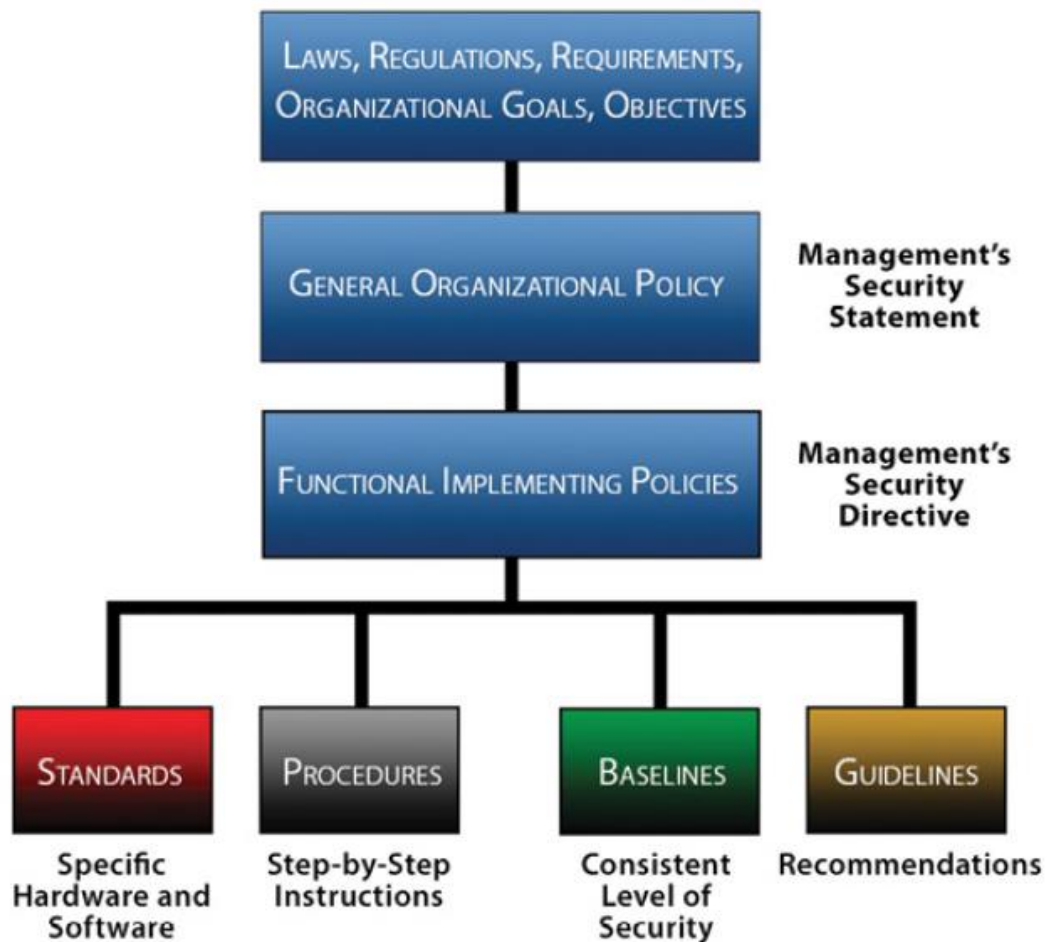 LAWS, REGULATIONS, REQUIREMENTS,
ORGANIZATIONAL GOALS, OBJECTIVES
GENERAL ORGANIZATIONAL POLICY
Management's
Security
Statement
FUNCTIONAL IMPLEMENTING POLICIES
Management's
Security
Directive
STANDARDS
PROCEDURES
BASELINES
GUIDELINES
Specific
Hardware and
Software
Step-by-Step
Instructions
Consistent
Level of
Security
Recommendations